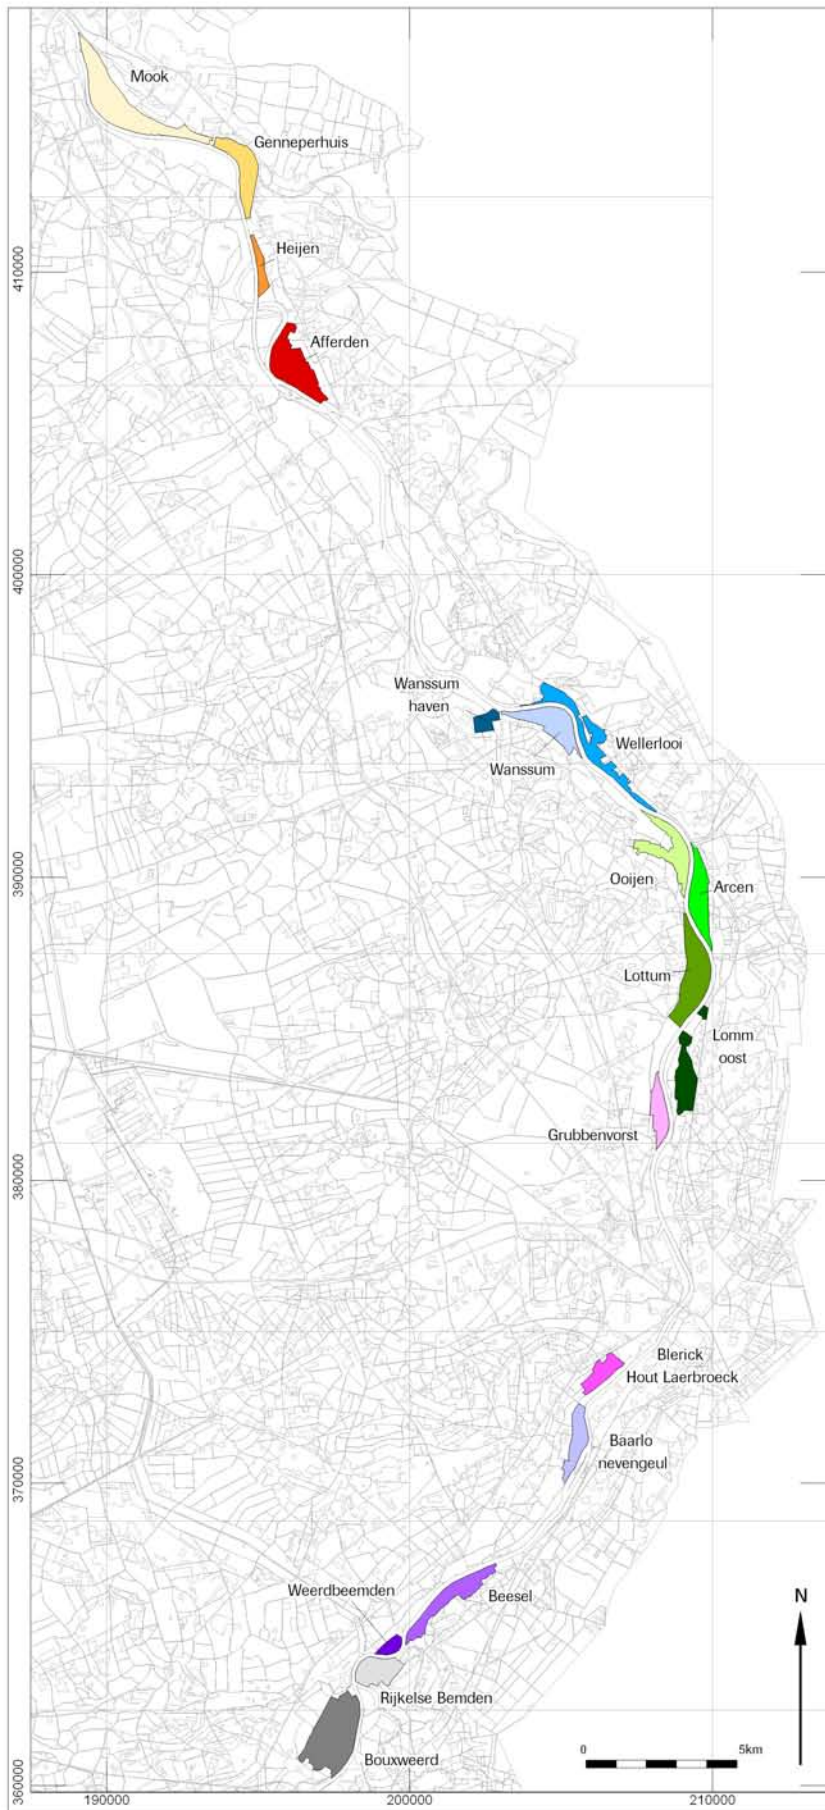 Mook
Genneperhuis
Heijen
410000
Afferden
400000
Wanssum
haven
Wellerlooi
Wanssum
390000
Ooijen
Arcen
Lottum
Lomm
oost
Grubbenvorst
380000
Blerick
Hout Laerbroeck
Baarlo
nevengeul
370000
Weerdbeemden
Beesel
N
Rijkelse Bemden
0
5km
Bouxweerd
360000
190000
200000
210000